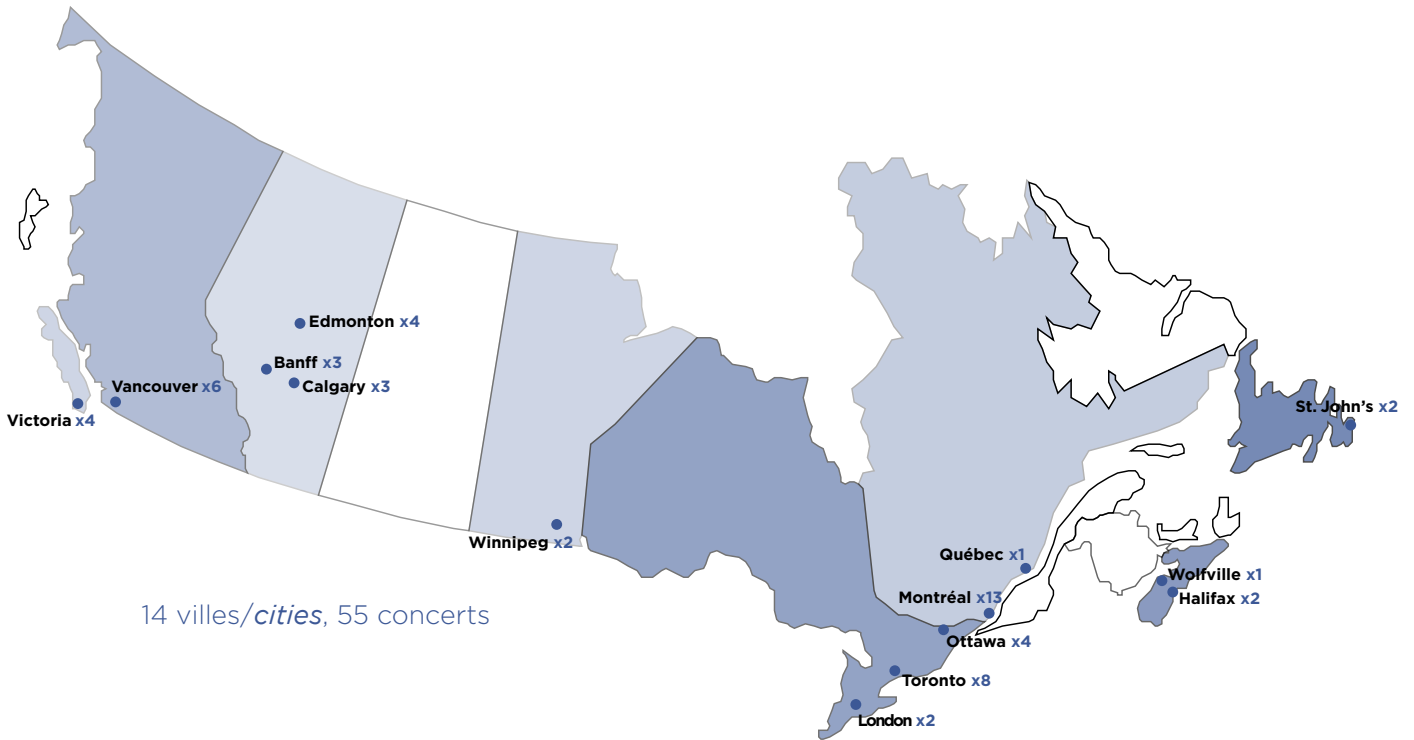 Edmonton x4
Banff x3
Calgary x3
Vancouver x6
Victoria x4
St. John’s x2
Winnipeg x2
Québec x1
Wolfville x1
Montréal x13
Halifax x2
14 villes/cities, 55 concerts
Ottawa x4
Toronto x8
London x2